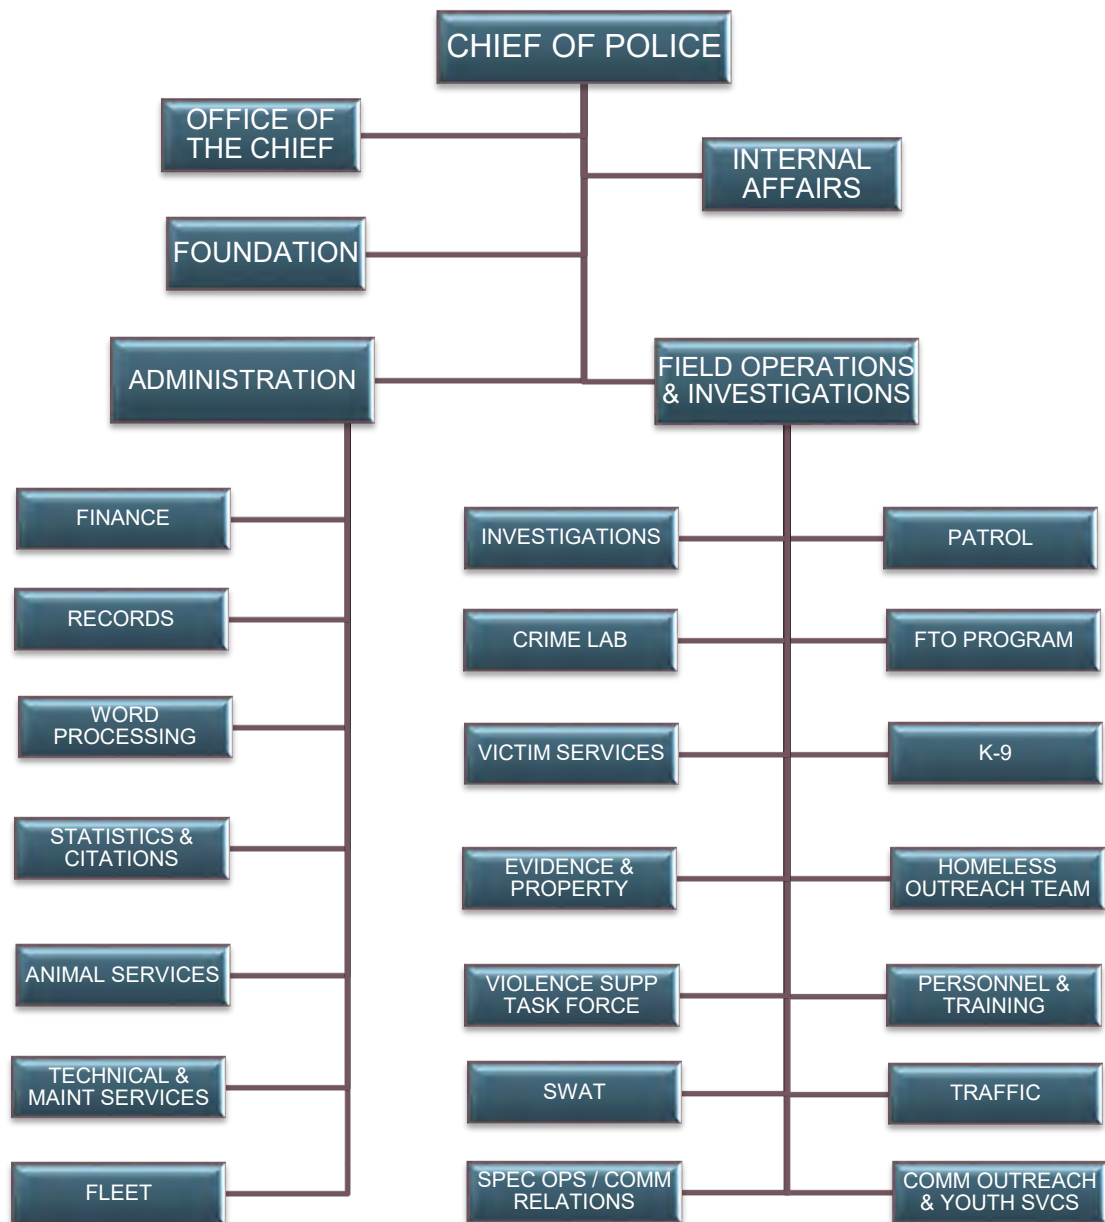 CHIEF OF POLICE
OFFICE OF
THE CHIEF
INTERNAL
AFFAIRS
FOUNDATION
ADMINISTRATION
FIELD OPERATIONS
& INVESTIGATIONS
FINANCE
RECORDS
WORD
PROCESSING
STATISTICS &
CITATIONS
ANIMAL SERVICES
TECHNICAL &
MAINT SERVICES
FLEET
INVESTIGATIONS
CRIME LAB
VICTIM SERVICES
EVIDENCE &
PROPERTY
VIOLENCE SUPP
TASK FORCE
SWAT
SPEC OPS / COMM
RELATIONS
PATROL
FTO PROGRAM
K-9
HOMELESS
OUTREACH TEAM
PERSONNEL &
TRAINING
TRAFFIC
COMM OUTREACH
& YOUTH SVCS